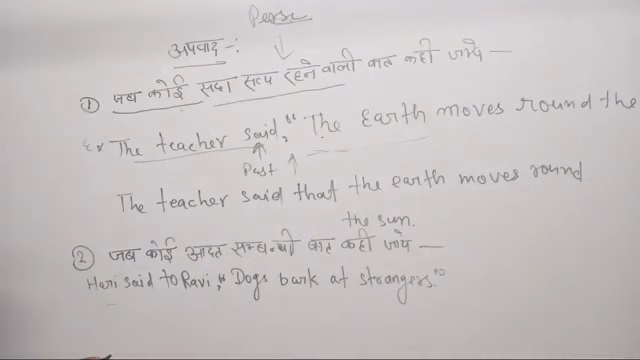 अपवाद -:
① जब कोई सदा सत्य रहने वाली बात कही जाये —
Ex The teacher said, " The Earth moves round the
Past
The teacher said that the earth moves round
the sun.
② जब कोई आदत सम्बन्धी बात कही जाये —
Hari said to Ravi, " Dogs bark at strangers."